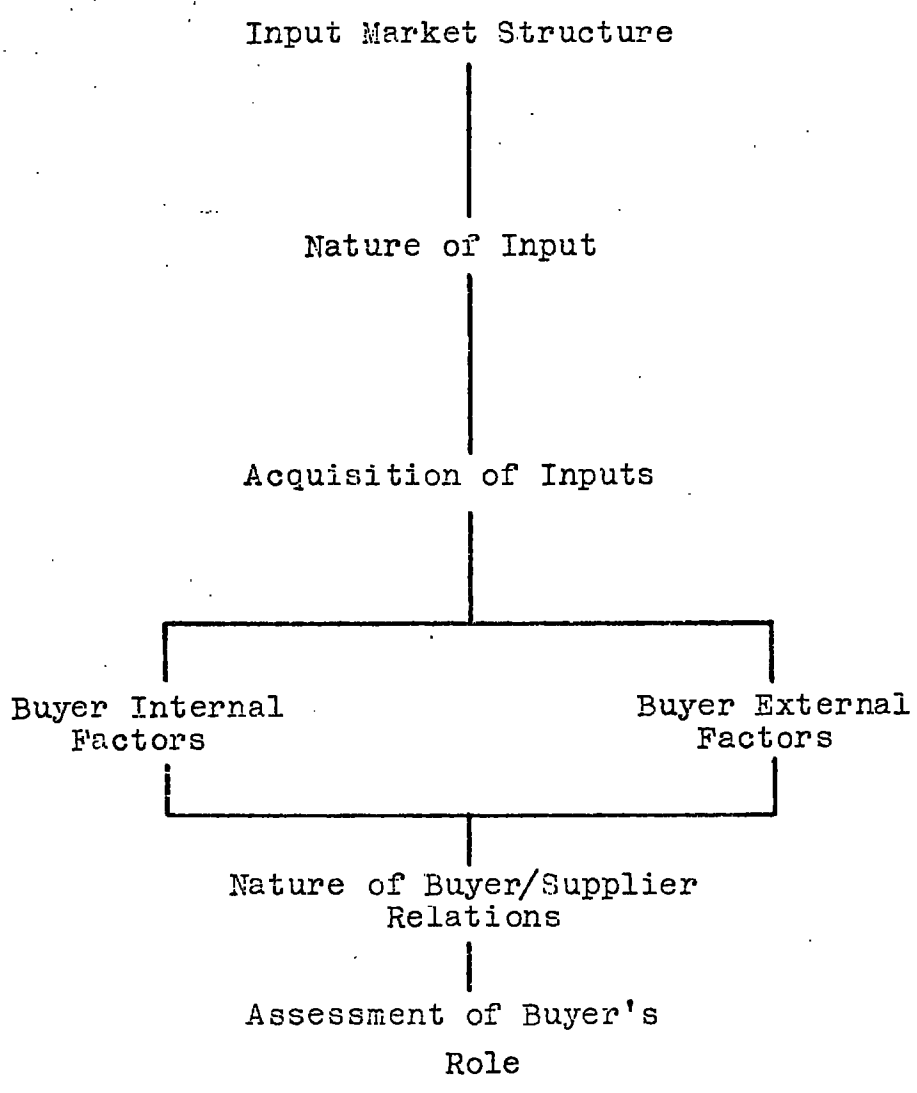 Input Market Structure
Nature of Input
Acquisition of Inputs
Buyer Internal
Factors
Buyer External
Factors
Nature of Buyer/Supplier
Relations
Assessment of Buyer's
Role